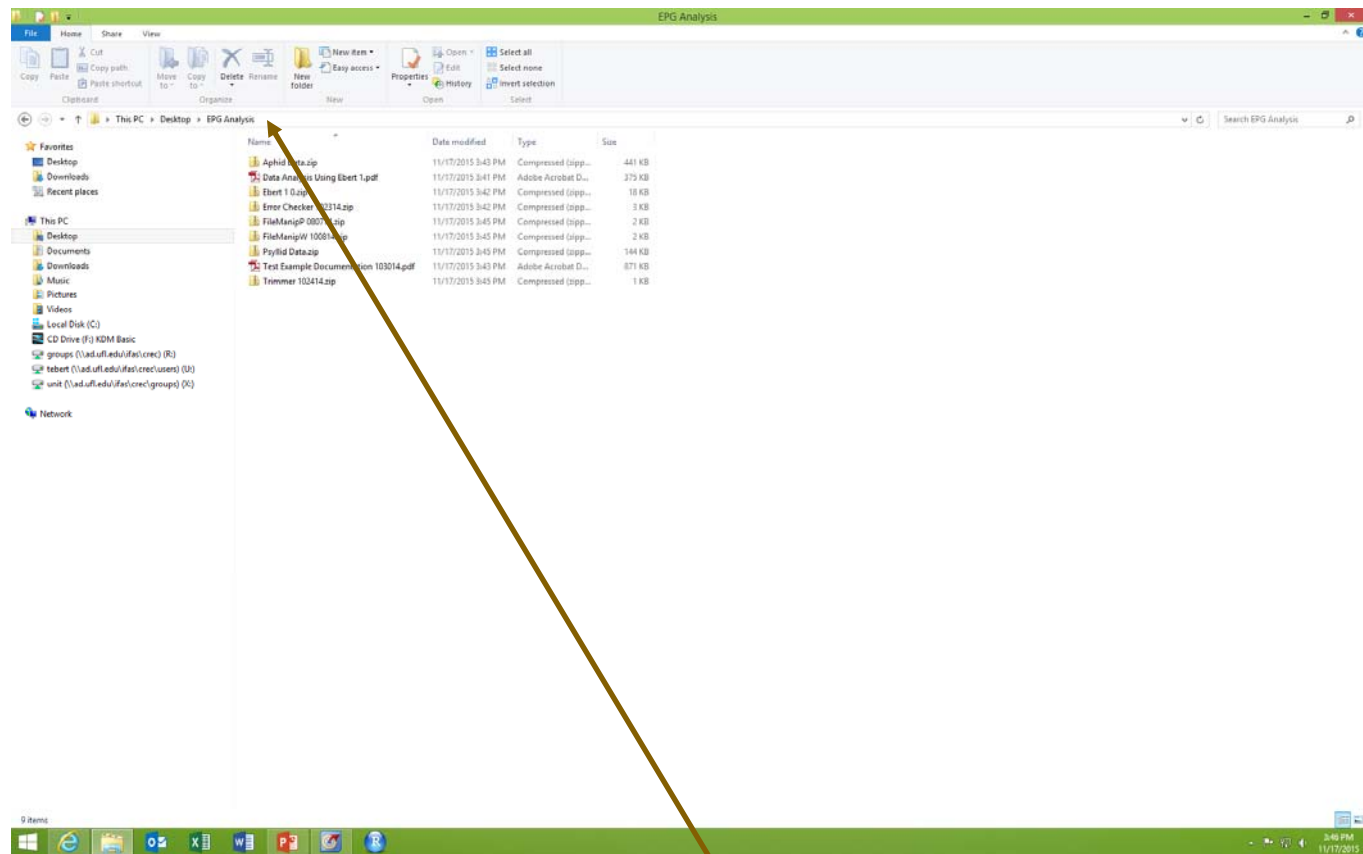 EPG Analysis
File Home Share View
Copy Paste Cut Copy path Paste shortcut Move to Copy to Delete Rename New folder New item Easy access Properties Open Edit History Select all Select none Invert selection
Clipboard Organize New Open Select
This PC Desktop EPG Analysis Search EPG Analysis
Name Date modified Type Size
Favorites
Desktop
Downloads
Recent places
This PC
Desktop
Documents
Downloads
Music
Pictures
Videos
Local Disk (C:)
CD Drive (F:) KDM Basic
groups (\\ad.ufl.edu\ifas\crec) (R:)
tebert (\\ad.ufl.edu\ifas\crec\users) (U:)
unit (\\ad.ufl.edu\ifas\crec\groups) (X:)
Network
Aphid Data.zip 11/17/2015 3:43 PM Compressed (zipp... 441 KB
Data Analysis Using Ebert 1.pdf 11/17/2015 3:41 PM Adobe Acrobat D... 375 KB
Ebert 1 0.zip 11/17/2015 3:42 PM Compressed (zipp... 18 KB
Error Checker 102314.zip 11/17/2015 3:42 PM Compressed (zipp... 3 KB
FileManipP .zip 11/17/2015 3:45 PM Compressed (zipp... 2 KB
FileManipW 100814.zip 11/17/2015 3:45 PM Compressed (zipp... 2 KB
Psyllid Data.zip 11/17/2015 3:45 PM Compressed (zipp... 144 KB
Test Example Documentation 103014.pdf 11/17/2015 3:43 PM Adobe Acrobat D... 871 KB
Trimmer 102414.zip 11/17/2015 3:45 PM Compressed (zipp... 1 KB
9 items
3:46 PM
11/17/2015